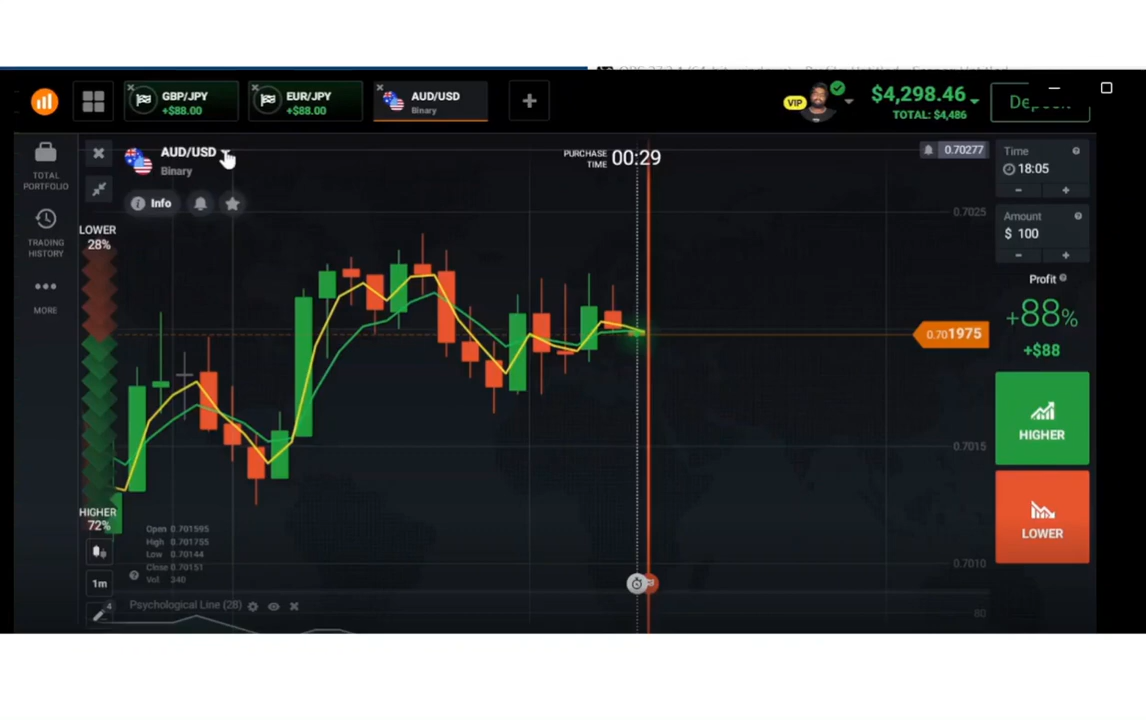 GBP/JPY
+$88.00
EUR/JPY
+$88.00
AUD/USD
Binary
+
VIP
$4,298.46
TOTAL: $4,486
TOTAL
PORTFOLIO
TRADING
HISTORY
MORE
AUD/USD
Binary
Info
PURCHASE
TIME
00:29
0.70277
0.7025
0.701975
0.7015
0.7010
80
LOWER
28%
HIGHER
72%
Open 0.701595
High 0.701755
Low 0.70144
Close 0.70151
Vol 340
1m
4
Psychological Line (28)
Time
18:05
- +
Amount
$ 100
- +
Profit
+88%
+$88
HIGHER
LOWER